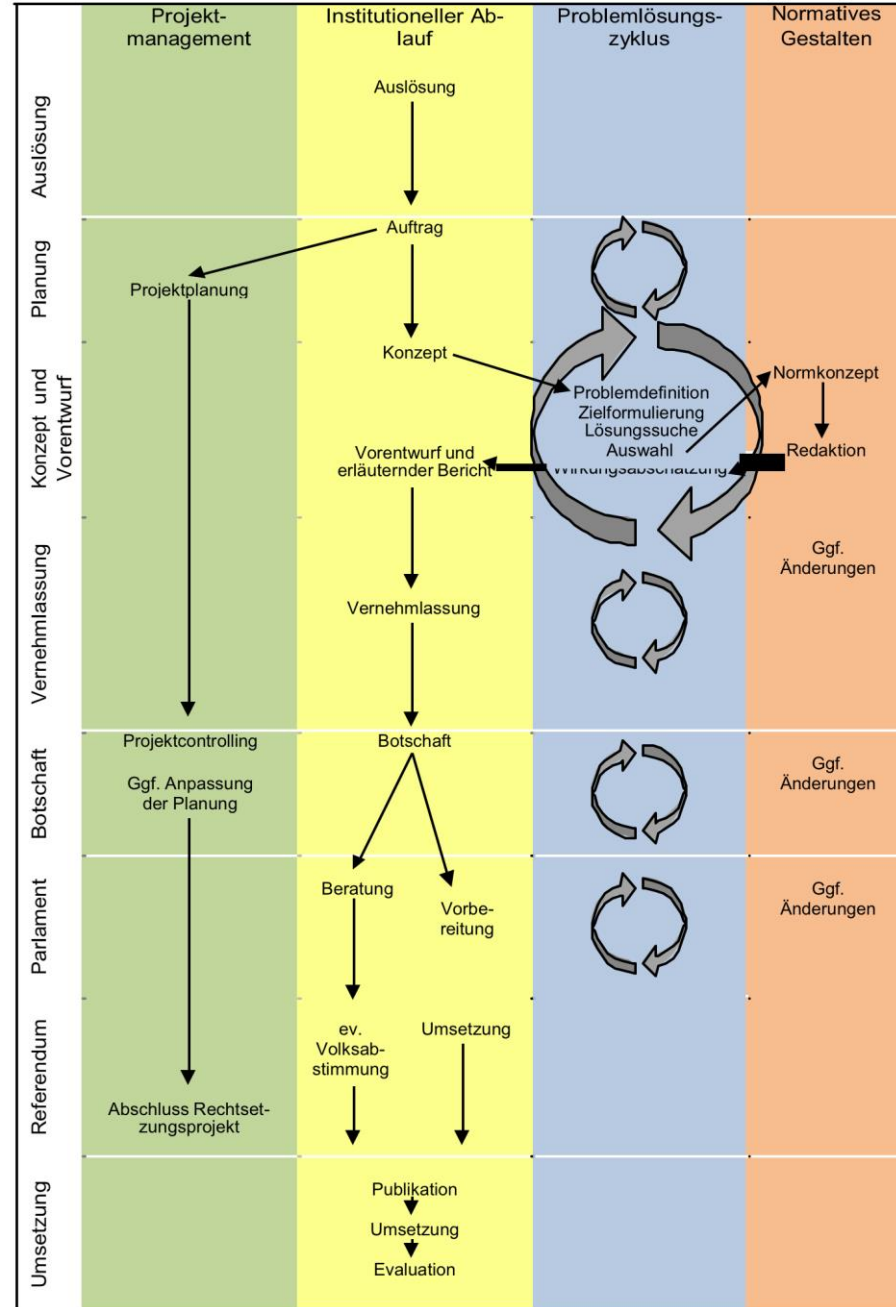 Projekt-
management
Institutioneller Ab-
lauf
Problemlösungs-
zyklus
Normatives
Gestalten
Auslösung
Auslösung
Planung
Auftrag
Projektplanung
Konzept und
Vorentwurf
Konzept
Problemdefinition
Zielformulierung
Lösungssuche
Auswahl
Wirkungsabschätzung
Normkonzept
Redaktion
Vorentwurf und
erläuternder Bericht
Vernehmlassung
Ggf.
Änderungen
Vernehmlassung
Botschaft
Projektcontrolling
Ggf. Anpassung
der Planung
Botschaft
Ggf.
Änderungen
Parlament
Beratung
Vorbe-
reitung
Ggf.
Änderungen
Referendum
ev.
Volksab-
stimmung
Umsetzung
Abschluss Rechtset-
zungsprojekt
Umsetzung
Publikation
Umsetzung
Evaluation